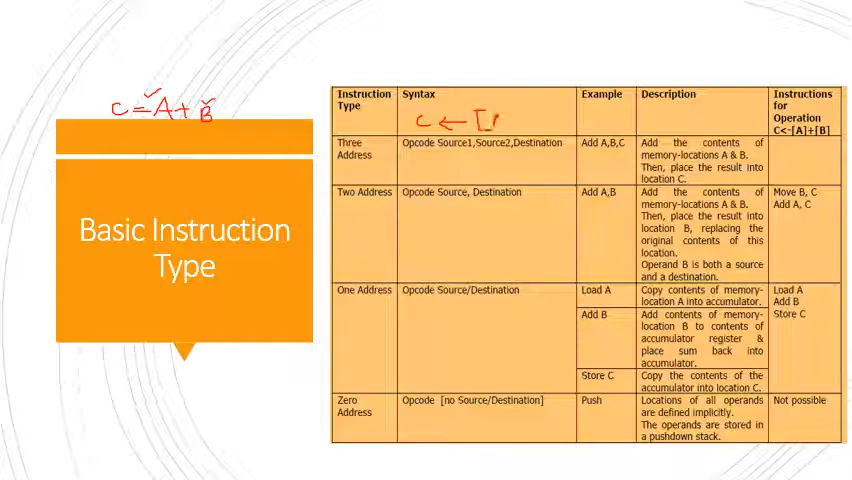 C = A + B
Basic Instruction
Type
Instruction Type | Syntax | Example | Description | Instructions for Operation C<-[A]+[B]
C ← [
Three Address | Opcode Source1,Source2,Destination | Add A,B,C | Add the contents of memory-locations A & B. Then, place the result into location C.
Two Address | Opcode Source, Destination | Add A,B | Add the contents of memory-locations A & B. Then, place the result into location B, replacing the original contents of this location. Operand B is both a source and a destination. | Move B, C Add A, C
One Address | Opcode Source/Destination | Load A | Copy contents of memory-location A into accumulator. | Load A Add B Store C
Add B | Add contents of memory-location B to contents of accumulator register & place sum back into accumulator.
Store C | Copy the contents of the accumulator into location C.
Zero Address | Opcode [no Source/Destination] | Push | Locations of all operands are defined implicitly. The operands are stored in a pushdown stack. | Not possible